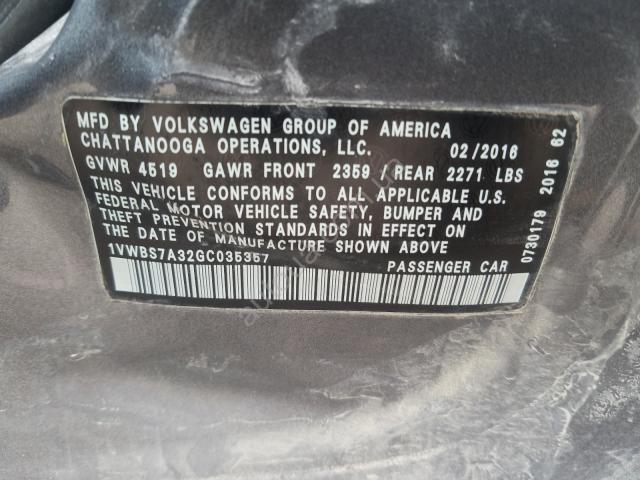 MFD BY VOLKSWAGEN GROUP OF AMERICA
CHATTANOOGA OPERATIONS, LLC. 02/2016
GVWR 4519 GAWR FRONT 2359 / REAR 2271 LBS
THIS VEHICLE CONFORMS TO ALL APPLICABLE U.S.
FEDERAL MOTOR VEHICLE SAFETY, BUMPER AND
THEFT PREVENTION STANDARDS IN EFFECT ON
THE DATE OF MANUFACTURE SHOWN ABOVE
1VWBS7A32GC035357 PASSENGER CAR
0730179 2016 62